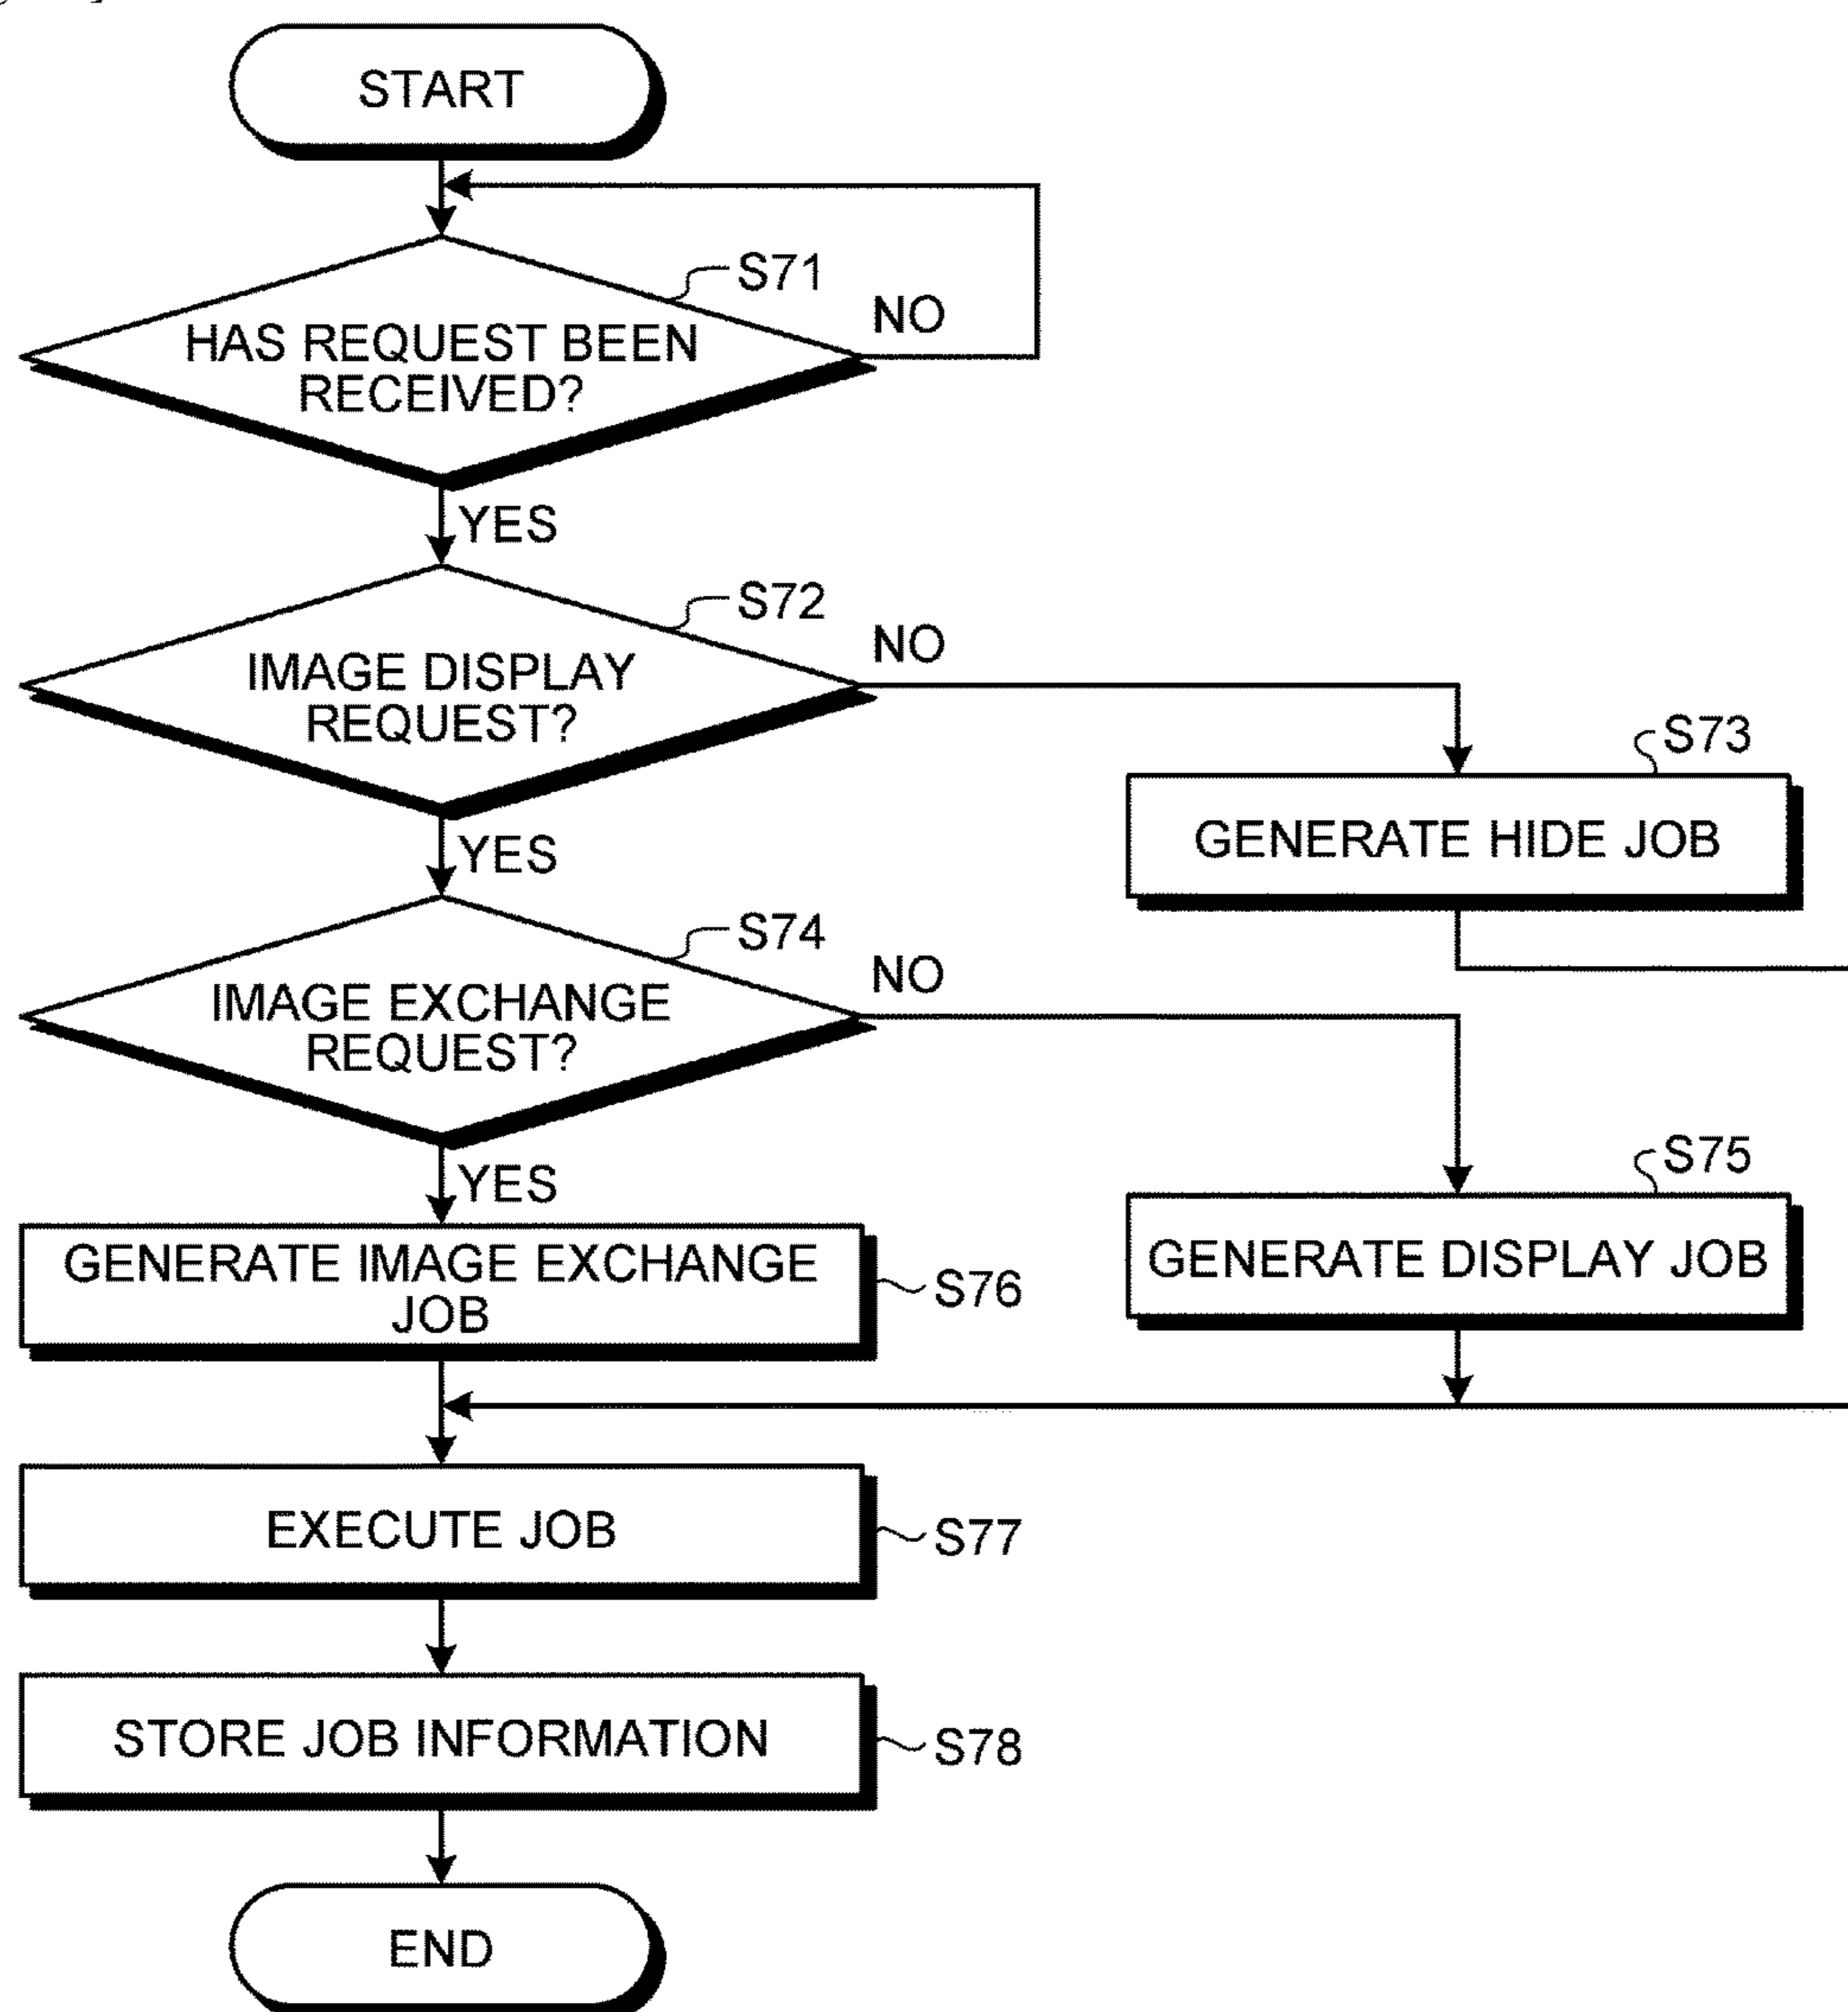 START
S71
NO
HAS REQUEST BEEN
RECEIVED?
YES
S72
NO
IMAGE DISPLAY
REQUEST?
S73
GENERATE HIDE JOB
YES
S74
NO
IMAGE EXCHANGE
REQUEST?
S75
GENERATE DISPLAY JOB
YES
GENERATE IMAGE EXCHANGE
JOB
S76
EXECUTE JOB
S77
STORE JOB INFORMATION
S78
END